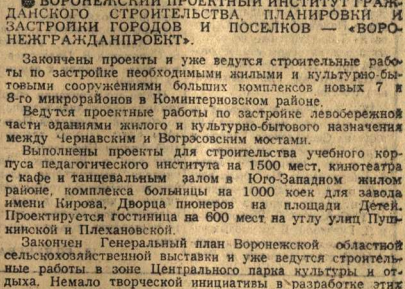 ВОРОНЕЖСКИЙ ПРОЕКТНЫЙ ИНСТИТУТ ГРАЖ-
ДАНСКОГО СТРОИТЕЛЬСТВА, ПЛАНИРОВКИ И
ЗАСТРОЙКИ ГОРОДОВ И ПОСЕЛКОВ — «ВОРО-
НЕЖГРАЖДАНПРОЕКТ».
Закончены проекты и уже ведутся строительные рабо-
ты по застройке необходимыми жилыми и культурно-бы-
товыми сооружениями больших комплексов новых 7 и
8-го микрорайонов в Коминтерновском районе.
Ведутся проектные работы по застройке левобережной
части зданиями жилого и культурно-бытового назначения
между Чернавским и Вогрэсовским мостами.
Выполнены проекты для строительства учебного кор-
пуса педагогического института на 1500 мест, кинотеатра
с кафе и танцевальным залом в Юго-Западном жилом
районе, комплекса больницы на 1000 коек для завода
имени Кирова, Дворца пионеров на площади Детей.
Проектируется гостиница на 600 мест на углу улиц Пуш-
кинской и Плехановской.
Закончен Генеральный план Воронежской областной
сельскохозяйственной выставки и уже ведутся строитель-
ные работы в зоне Центрального парка культуры и от-
дыха. Немало творческой инициативы в разработке этих